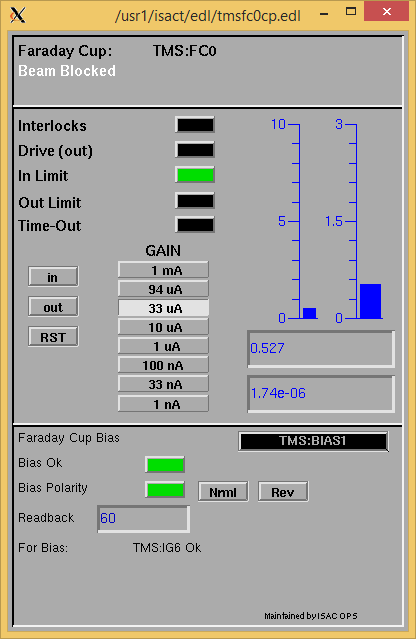 X /usr1/isact/edl/tmsfc0cp.edl
Faraday Cup: TMS:FC0
Beam Blocked
Interlocks
Drive (out)
In Limit
Out Limit
Time-Out
10
5
0
3
1.5
0
GAIN
1 mA
94 uA
33 uA
10 uA
1 uA
100 nA
33 nA
1 nA
in
out
RST
0.527
1.74e-06
Faraday Cup Bias TMS:BIAS1
Bias Ok
Bias Polarity Nrml Rev
Readback 60
For Bias: TMS:IG6 Ok
Maintained by ISAC OPS